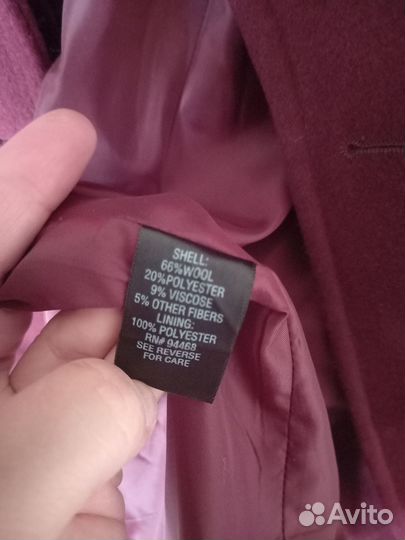 SHELL:
66%WOOL
20%POLYESTER
9% VISCOSE
5% OTHER FIBERS
LINING:
100% POLYESTER
RN# 94468
SEE REVERSE
FOR CARE
Avito